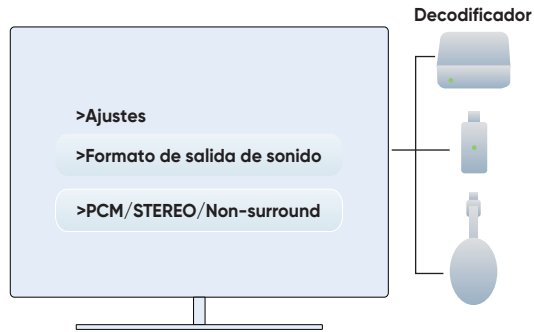 Decodificador
>Ajustes
>Formato de salida de sonido
>PCM/STEREO/Non-surround